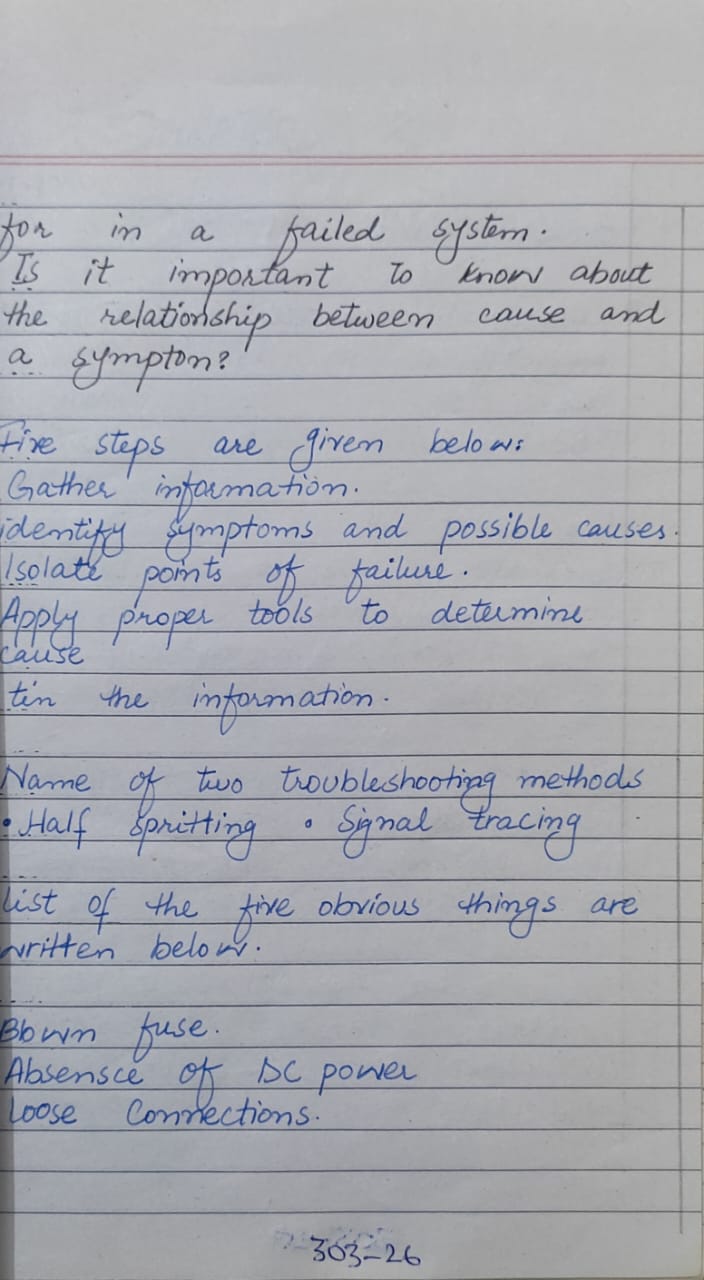 for in a failed system.
Is it important to know about
the relationship between cause and
a sympton?
Five steps are given below:
Gather information.
identify symptoms and possible causes.
Isolate points of failure.
Apply proper tools to determine
cause
tin the information.
Name of two troubleshooting methods
• Half spritting • Signal tracing
list of the five obvious things are
written below.
Blown fuse.
Absensce of DC power
Loose Connections.
303-26